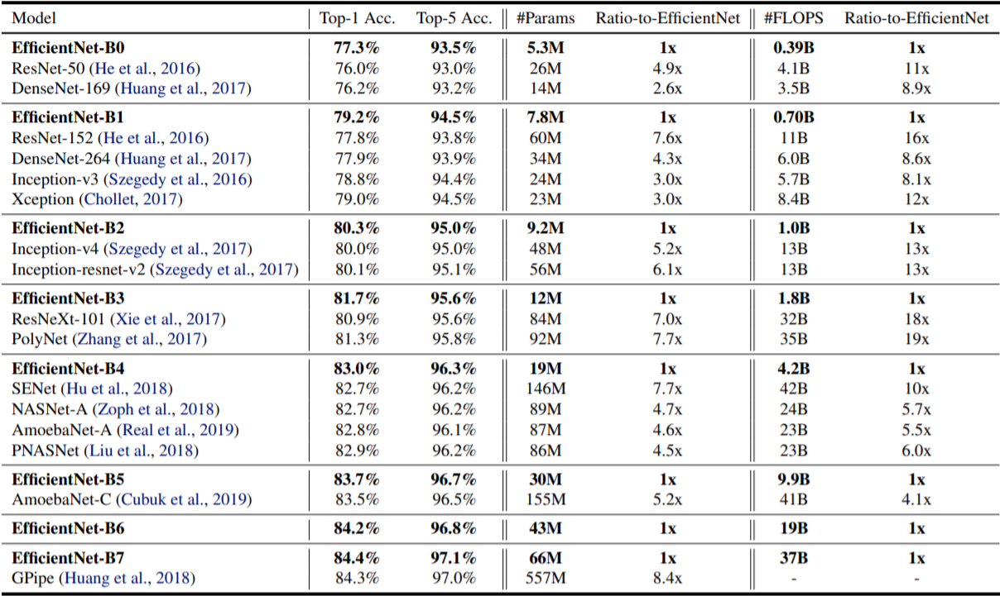 Model Top-1 Acc. Top-5 Acc. #Params Ratio-to-EfficientNet #FLOPS Ratio-to-EfficientNet
EfficientNet-B0 77.3% 93.5% 5.3M 1x 0.39B 1x
ResNet-50 (He et al., 2016) 76.0% 93.0% 26M 4.9x 4.1B 11x
DenseNet-169 (Huang et al., 2017) 76.2% 93.2% 14M 2.6x 3.5B 8.9x
EfficientNet-B1 79.2% 94.5% 7.8M 1x 0.70B 1x
ResNet-152 (He et al., 2016) 77.8% 93.8% 60M 7.6x 11B 16x
DenseNet-264 (Huang et al., 2017) 77.9% 93.9% 34M 4.3x 6.0B 8.6x
Inception-v3 (Szegedy et al., 2016) 78.8% 94.4% 24M 3.0x 5.7B 8.1x
Xception (Chollet, 2017) 79.0% 94.5% 23M 3.0x 8.4B 12x
EfficientNet-B2 80.3% 95.0% 9.2M 1x 1.0B 1x
Inception-v4 (Szegedy et al., 2017) 80.0% 95.0% 48M 5.2x 13B 13x
Inception-resnet-v2 (Szegedy et al., 2017) 80.1% 95.1% 56M 6.1x 13B 13x
EfficientNet-B3 81.7% 95.6% 12M 1x 1.8B 1x
ResNeXt-101 (Xie et al., 2017) 80.9% 95.6% 84M 7.0x 32B 18x
PolyNet (Zhang et al., 2017) 81.3% 95.8% 92M 7.7x 35B 19x
EfficientNet-B4 83.0% 96.3% 19M 1x 4.2B 1x
SENet (Hu et al., 2018) 82.7% 96.2% 146M 7.7x 42B 10x
NASNet-A (Zoph et al., 2018) 82.7% 96.2% 89M 4.7x 24B 5.7x
AmoebaNet-A (Real et al., 2019) 82.8% 96.1% 87M 4.6x 23B 5.5x
PNASNet (Liu et al., 2018) 82.9% 96.2% 86M 4.5x 23B 6.0x
EfficientNet-B5 83.7% 96.7% 30M 1x 9.9B 1x
AmoebaNet-C (Cubuk et al., 2019) 83.5% 96.5% 155M 5.2x 41B 4.1x
EfficientNet-B6 84.2% 96.8% 43M 1x 19B 1x
EfficientNet-B7 84.4% 97.1% 66M 1x 37B 1x
GPipe (Huang et al., 2018) 84.3% 97.0% 557M 8.4x - -